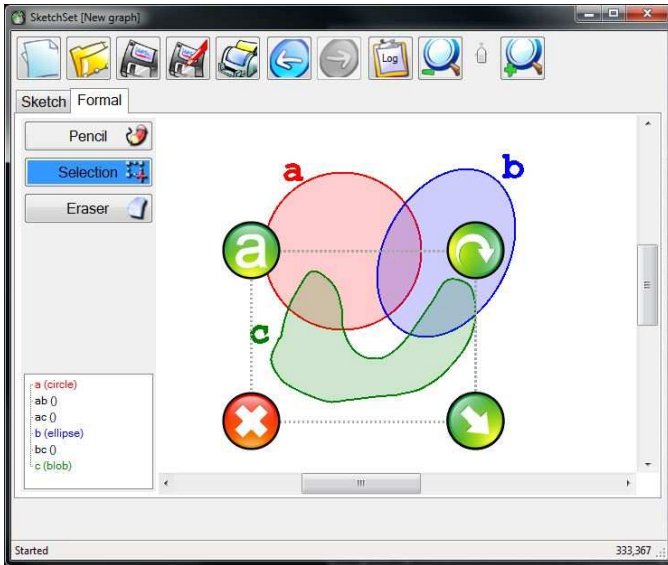 SketchSet [New graph]
Log
Sketch Formal
Pencil
Selection
Eraser
a
b
a
c
a (circle)
ab ()
ac ()
b (ellipse)
bc ()
c (blob)
Started 333,367